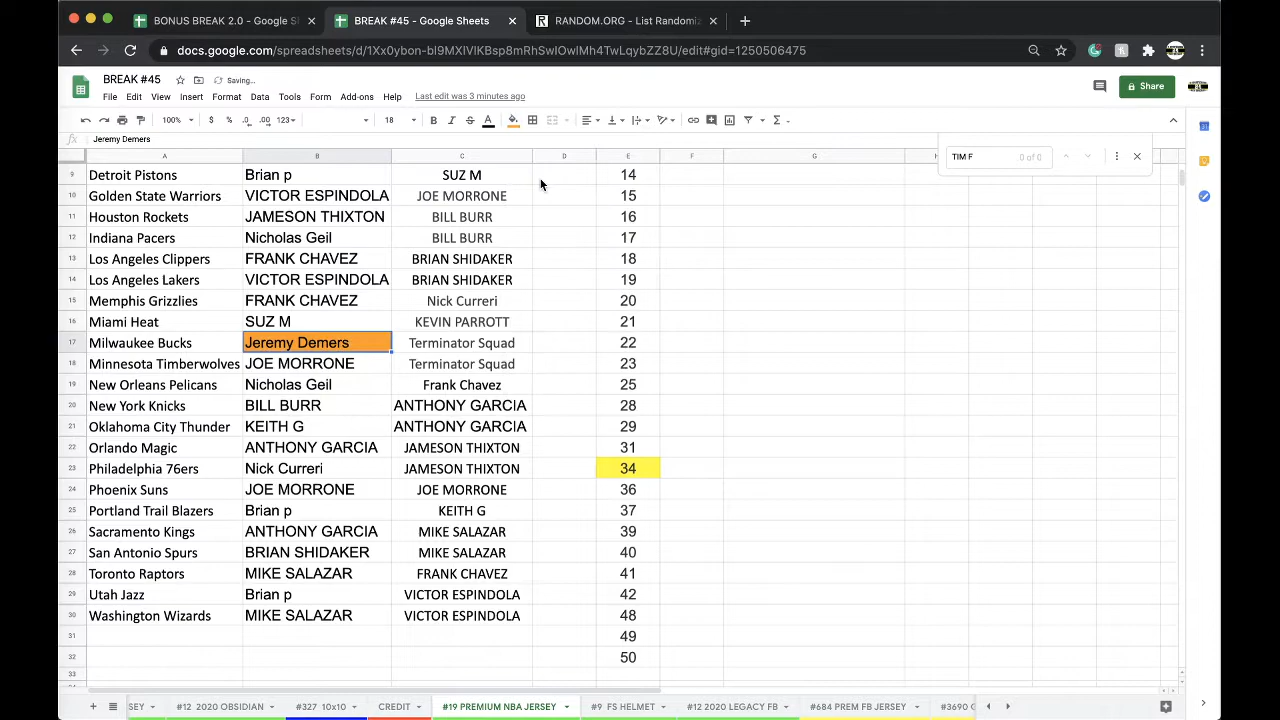 BONUS BREAK 2.0 - Google S
BREAK #45 - Google Sheets
RANDOM.ORG - List Randomi
docs.google.com/spreadsheets/d/1Xx0ybon-bI9MXIVIKBsp8mRhSwIOwIMh4TwLqybZZ8U/edit#gid=1250506475
BREAK #45 Saving...
File Edit View Insert Format Data Tools Form Add-ons Help Last edit was 3 minutes ago
Share
100% $ % .0 .00 123 18 B I S A
fx Jeremy Demers
TIM F 0 of 0
A B C D E F G H
9 Detroit Pistons Brian p SUZ M 14
10 Golden State Warriors VICTOR ESPINDOLA JOE MORRONE 15
11 Houston Rockets JAMESON THIXTON BILL BURR 16
12 Indiana Pacers Nicholas Geil BILL BURR 17
13 Los Angeles Clippers FRANK CHAVEZ BRIAN SHIDAKER 18
14 Los Angeles Lakers VICTOR ESPINDOLA BRIAN SHIDAKER 19
15 Memphis Grizzlies FRANK CHAVEZ Nick Curreri 20
16 Miami Heat SUZ M KEVIN PARROTT 21
17 Milwaukee Bucks Jeremy Demers Terminator Squad 22
18 Minnesota Timberwolves JOE MORRONE Terminator Squad 23
19 New Orleans Pelicans Nicholas Geil Frank Chavez 25
20 New York Knicks BILL BURR ANTHONY GARCIA 28
21 Oklahoma City Thunder KEITH G ANTHONY GARCIA 29
22 Orlando Magic ANTHONY GARCIA JAMESON THIXTON 31
23 Philadelphia 76ers Nick Curreri JAMESON THIXTON 34
24 Phoenix Suns JOE MORRONE JOE MORRONE 36
25 Portland Trail Blazers Brian p KEITH G 37
26 Sacramento Kings ANTHONY GARCIA MIKE SALAZAR 39
27 San Antonio Spurs BRIAN SHIDAKER MIKE SALAZAR 40
28 Toronto Raptors MIKE SALAZAR FRANK CHAVEZ 41
29 Utah Jazz Brian p VICTOR ESPINDOLA 42
30 Washington Wizards MIKE SALAZAR VICTOR ESPINDOLA 48
31 49
32 50
33
SEY #12 2020 OBSIDIAN #327 10x10 CREDIT #19 PREMIUM NBA JERSEY #9 FS HELMET #12 2020 LEGACY FB #684 PREM FB JERSEY #3690 G